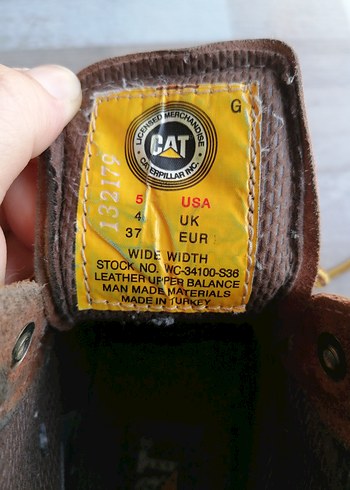 G
LICENSED MERCHANDISE
CAT
CATERPILLAR INC.
132179
5 USA
4 UK
37 EUR
WIDE WIDTH
STOCK NO. WC-34100-S36
LEATHER UPPER BALANCE
MAN MADE MATERIALS
MADE IN TURKEY